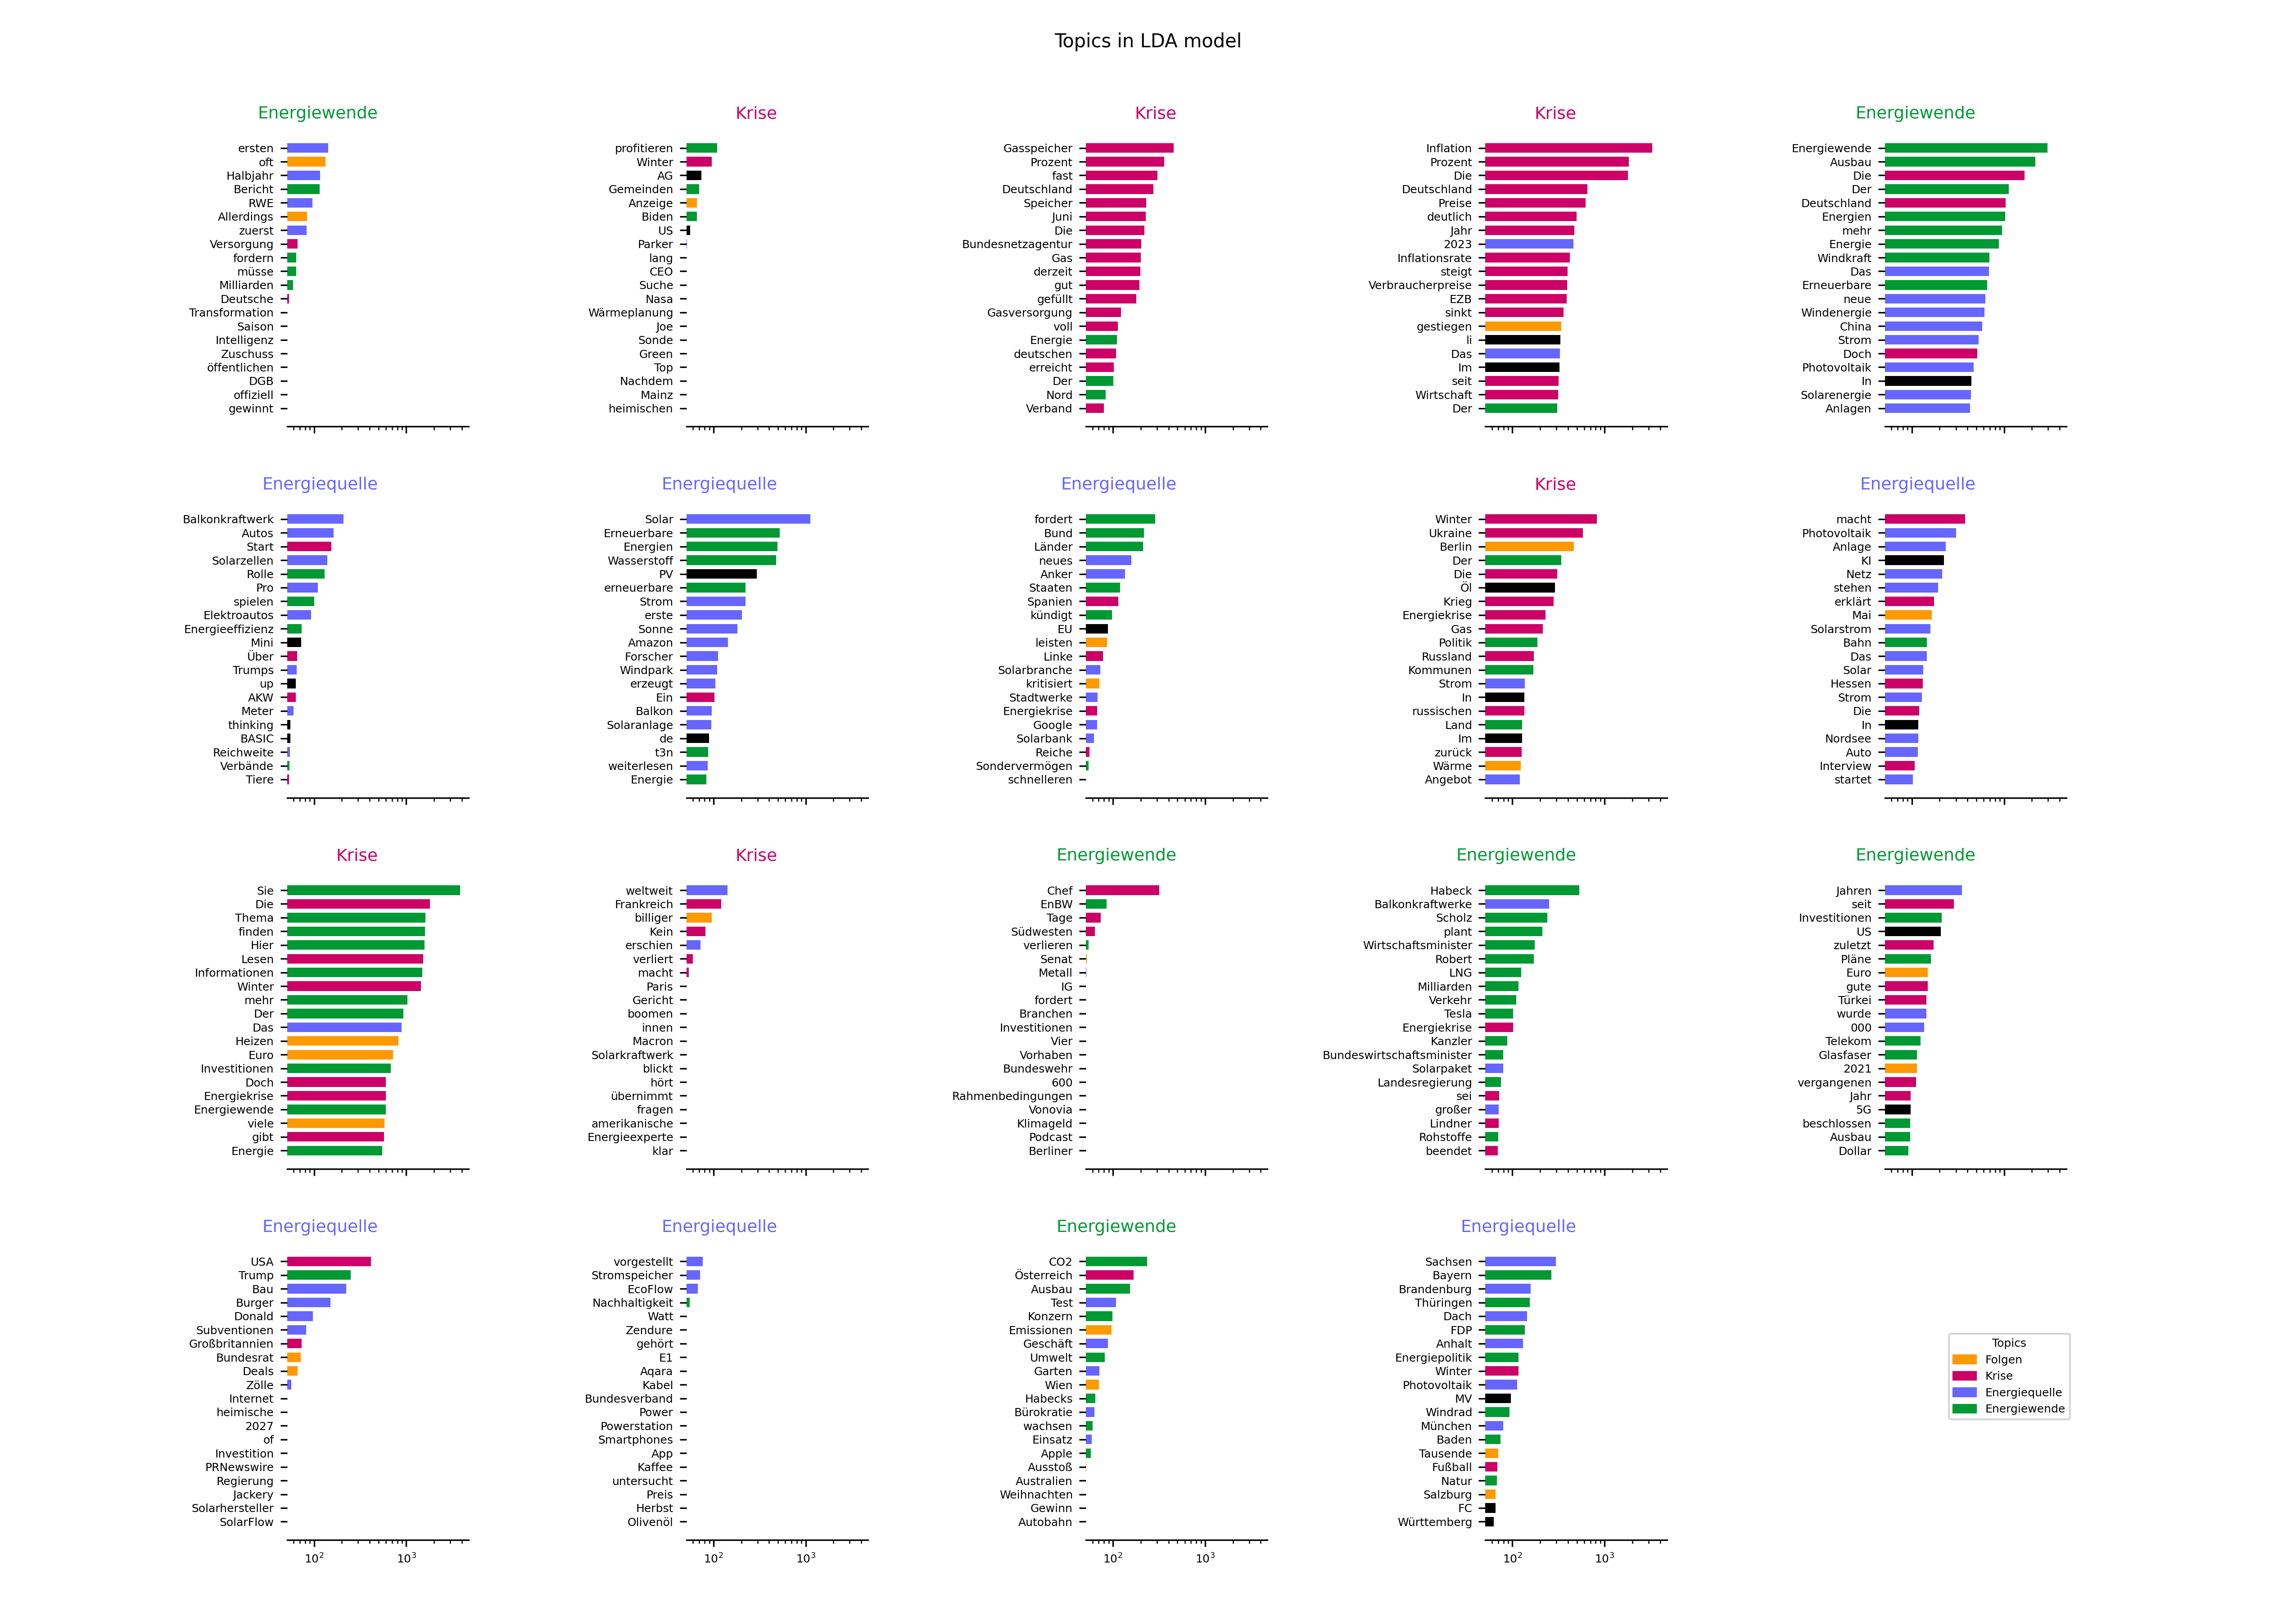 Topics in LDA model
Energiewende
ersten
oft
Halbjahr
Bericht
RWE
Allerdings
zuerst
Versorgung
fordern
müsse
Milliarden
Deutsche
Transformation
Saison
Intelligenz
Zuschuss
öffentlichen
DGB
offiziell
gewinnt
Krise
profitieren
Winter
AG
Gemeinden
Anzeige
Biden
US
Parker
lang
CEO
Suche
Nasa
Wärmeplanung
Joe
Sonde
Green
Top
Nachdem
Mainz
heimischen
Krise
Gasspeicher
Prozent
fast
Deutschland
Speicher
Juni
Die
Bundesnetzagentur
Gas
derzeit
gut
gefüllt
Gasversorgung
voll
Energie
deutschen
erreicht
Der
Nord
Verband
Krise
Inflation
Prozent
Die
Deutschland
Preise
deutlich
Jahr
2023
Inflationsrate
steigt
Verbraucherpreise
EZB
sinkt
gestiegen
li
Das
Im
seit
Wirtschaft
Der
Energiewende
Energiewende
Ausbau
Die
Der
Deutschland
Energien
mehr
Energie
Windkraft
Das
Erneuerbare
neue
Windenergie
China
Strom
Doch
Photovoltaik
In
Solarenergie
Anlagen
Energiequelle
Balkonkraftwerk
Autos
Start
Solarzellen
Rolle
Pro
spielen
Elektroautos
Energieeffizienz
Mini
Über
Trumps
up
AKW
Meter
thinking
BASIC
Reichweite
Verbände
Tiere
Energiequelle
Solar
Erneuerbare
Energien
Wasserstoff
PV
erneuerbare
Strom
erste
Sonne
Amazon
Forscher
Windpark
erzeugt
Ein
Balkon
Solaranlage
de
t3n
weiterlesen
Energie
Energiequelle
fordert
Bund
Länder
neues
Anker
Staaten
Spanien
kündigt
EU
leisten
Linke
Solarbranche
kritisiert
Stadtwerke
Energiekrise
Google
Solarbank
Reiche
Sondervermögen
schnelleren
Krise
Winter
Ukraine
Berlin
Der
Die
Öl
Krieg
Energiekrise
Gas
Politik
Russland
Kommunen
Strom
In
russischen
Land
Im
zurück
Wärme
Angebot
Energiequelle
macht
Photovoltaik
Anlage
KI
Netz
stehen
erklärt
Mai
Solarstrom
Bahn
Das
Solar
Hessen
Strom
Die
In
Nordsee
Auto
Interview
startet
Krise
Sie
Die
Thema
finden
Hier
Lesen
Informationen
Winter
mehr
Der
Das
Heizen
Euro
Investitionen
Doch
Energiekrise
Energiewende
viele
gibt
Energie
Krise
weltweit
Frankreich
billiger
Kein
erschien
verliert
macht
Paris
Gericht
boomen
innen
Macron
Solarkraftwerk
blickt
hört
übernimmt
fragen
amerikanische
Energieexperte
klar
Energiewende
Chef
EnBW
Tage
Südwesten
verlieren
Senat
Metall
IG
fordert
Branchen
Investitionen
Vier
Vorhaben
Bundeswehr
600
Rahmenbedingungen
Vonovia
Klimageld
Podcast
Berliner
Energiewende
Habeck
Balkonkraftwerke
Scholz
plant
Wirtschaftsminister
Robert
LNG
Milliarden
Verkehr
Tesla
Energiekrise
Kanzler
Bundeswirtschaftsminister
Solarpaket
Landesregierung
sei
großer
Lindner
Rohstoffe
beendet
Energiewende
Jahren
seit
Investitionen
US
zuletzt
Pläne
Euro
gute
Türkei
wurde
000
Telekom
Glasfaser
2021
vergangenen
Jahr
5G
beschlossen
Ausbau
Dollar
Energiequelle
USA
Trump
Bau
Burger
Donald
Subventionen
Großbritannien
Bundesrat
Deals
Zölle
Internet
heimische
2027
of
Investition
PRNewswire
Regierung
Jackery
Solarhersteller
SolarFlow
10² 10³
Energiequelle
vorgestellt
Stromspeicher
EcoFlow
Nachhaltigkeit
Watt
Zendure
gehört
E1
Aqara
Kabel
Bundesverband
Power
Powerstation
Smartphones
App
Kaffee
untersucht
Preis
Herbst
Olivenöl
10² 10³
Energiewende
CO2
Österreich
Ausbau
Test
Konzern
Emissionen
Geschäft
Umwelt
Garten
Wien
Habecks
Bürokratie
wachsen
Einsatz
Apple
Ausstoß
Australien
Weihnachten
Gewinn
Autobahn
10² 10³
Energiequelle
Sachsen
Bayern
Brandenburg
Thüringen
Dach
FDP
Anhalt
Energiepolitik
Winter
Photovoltaik
MV
Windrad
München
Baden
Tausende
Fußball
Natur
Salzburg
FC
Württemberg
10² 10³
Topics
Folgen
Krise
Energiequelle
Energiewende